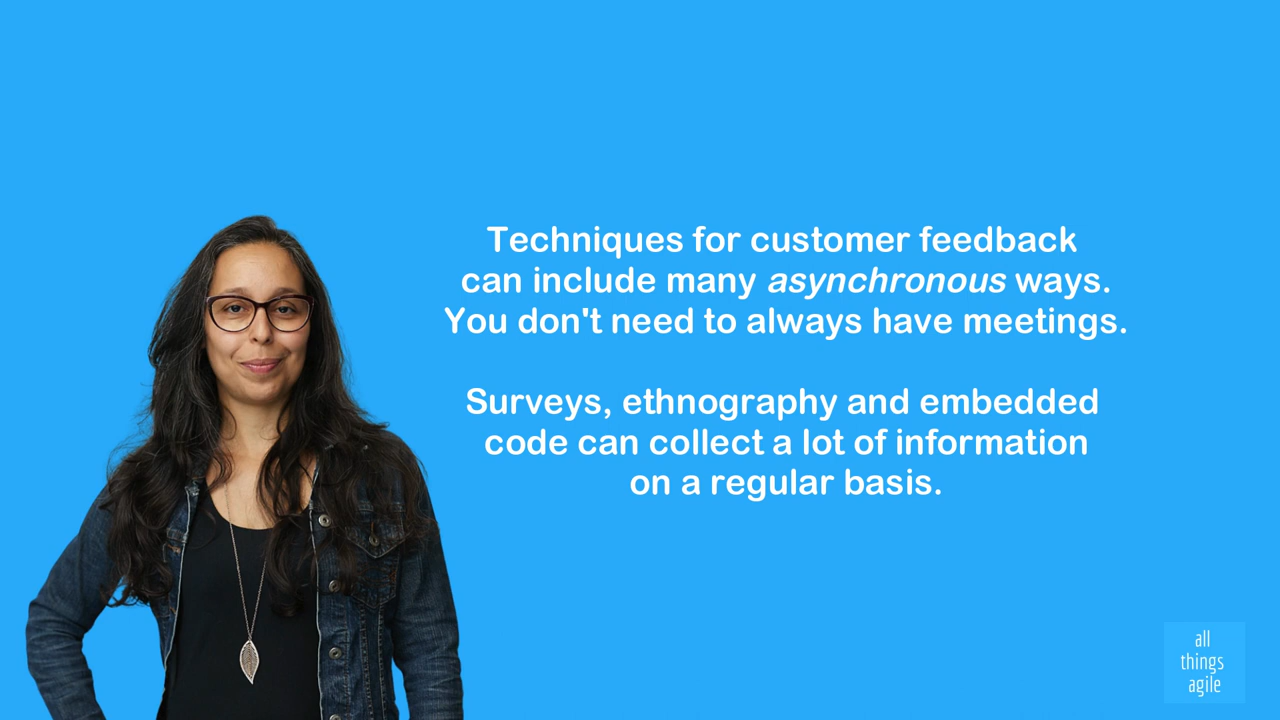 Techniques for customer feedback
can include many asynchronous ways.
You don't need to always have meetings.
Surveys, ethnography and embedded
code can collect a lot of information
on a regular basis.
all
things
agile